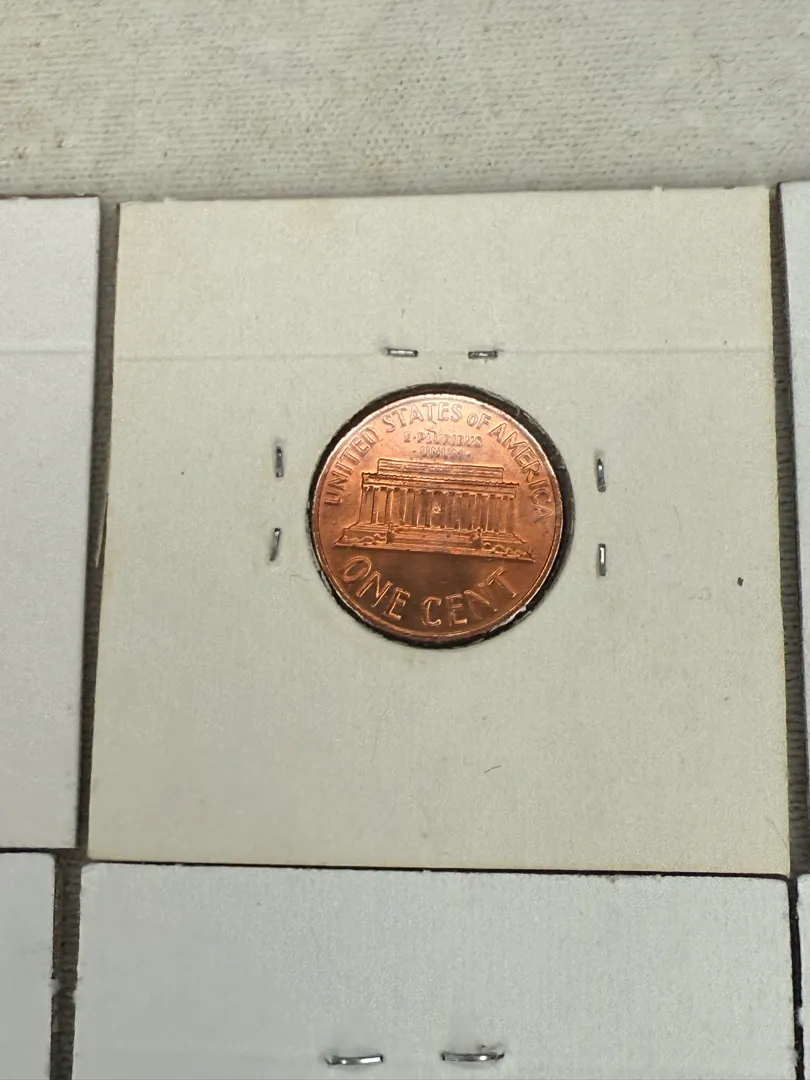 UNITED STATES OF AMERICA
E·PLURIBUS
·UNUM·
ONE CENT